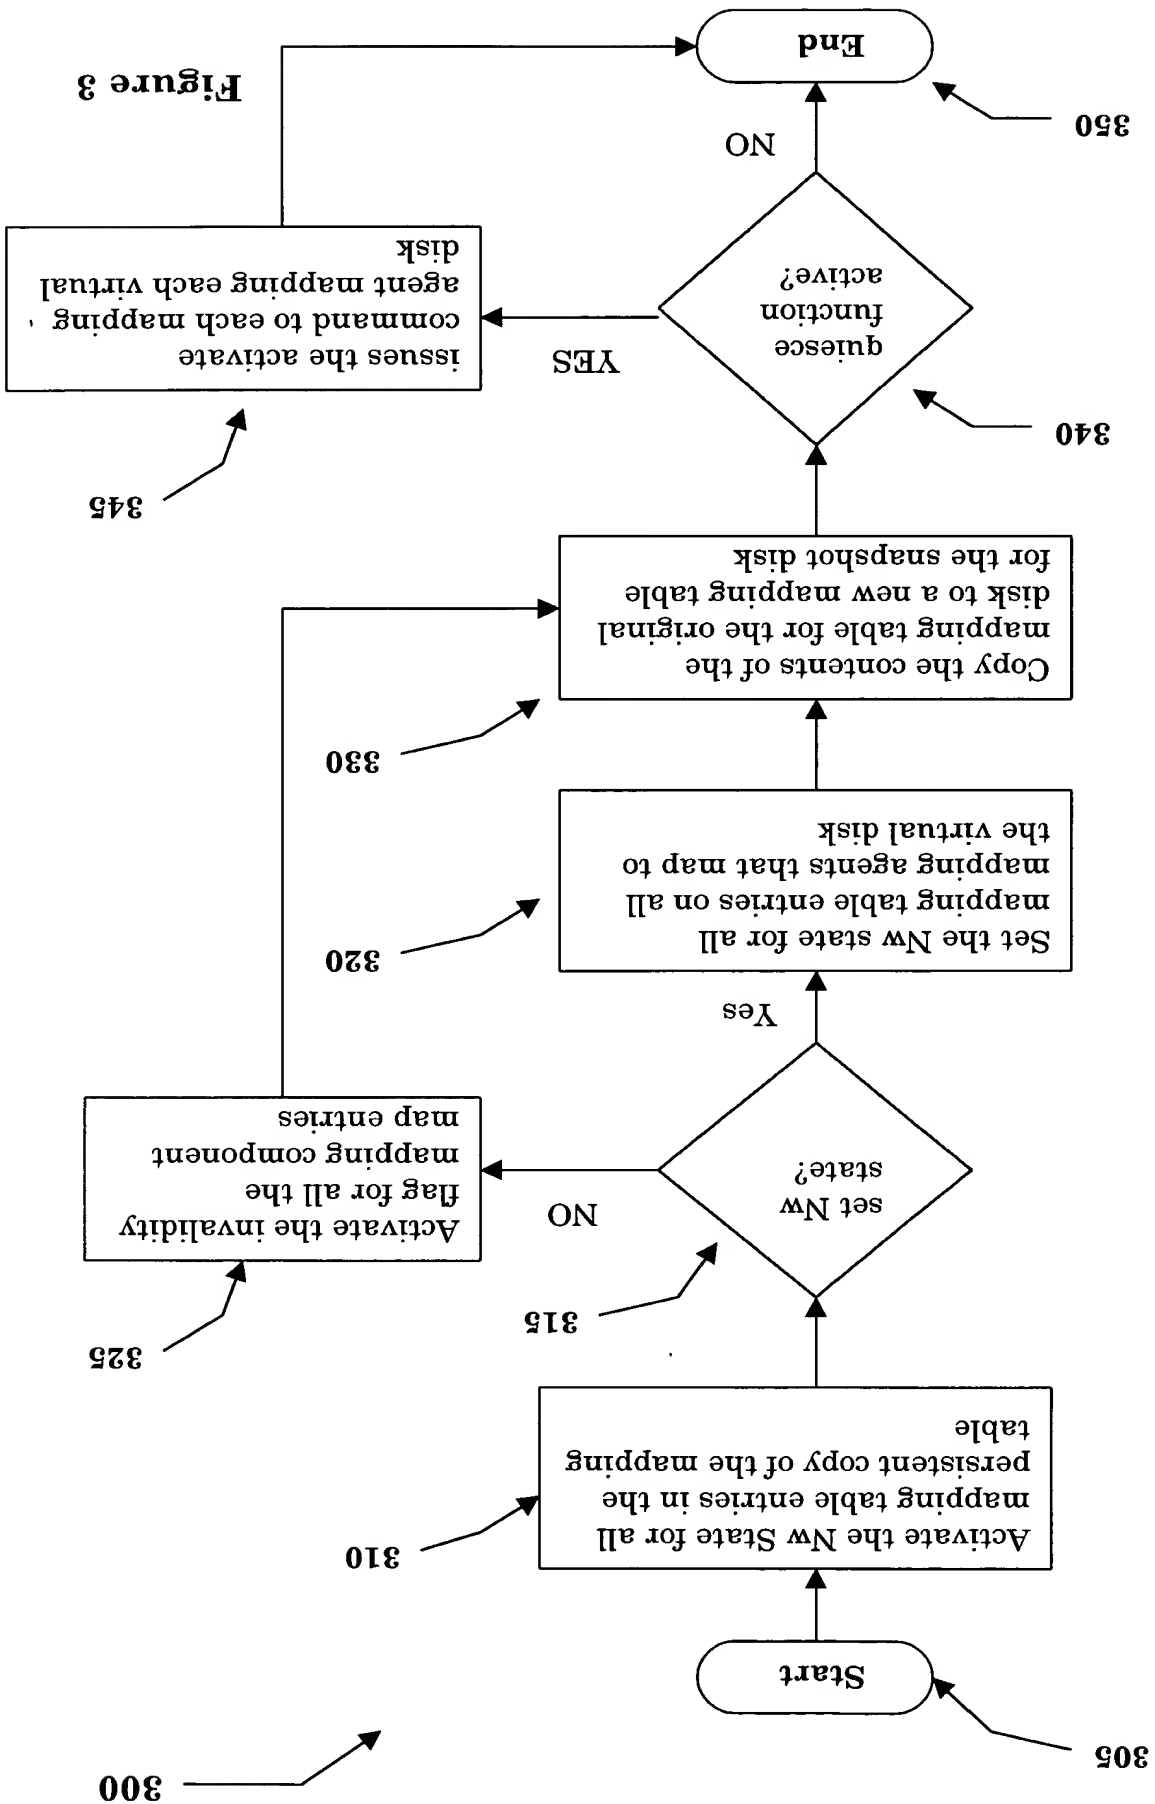 300
305
Start
310
Activate the Nw State for all
mapping table entries in the
persistent copy of the mapping
table
315
set Nw
state?
NO
325
Activate the invalidity
flag for all the
mapping component
map entries
Yes
320
Set the Nw state for all
mapping table entries on all
mapping agents that map to
the virtual disk
330
Copy the contents of the
mapping table for the original
disk to a new mapping table
for the snapshot disk
340
quiesce
function
active?
YES
345
issues the activate
command to each mapping
agent mapping each virtual
disk
NO
350
End
Figure 3